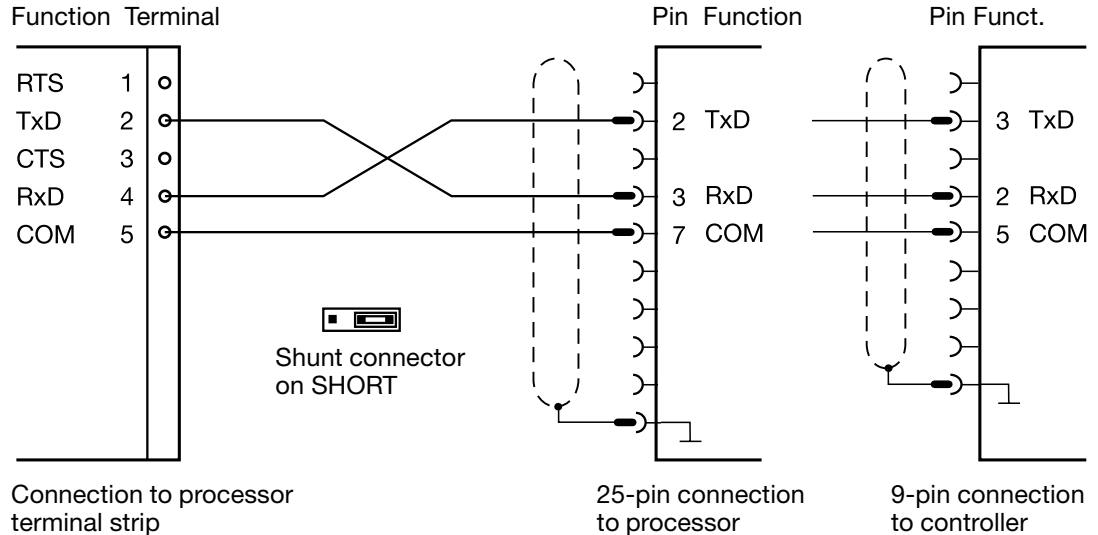 Function Terminal
Pin Function
Pin Funct.
RTS 1
TxD 2
CTS 3
RxD 4
COM 5
2 TxD
3 RxD
7 COM
3 TxD
2 RxD
5 COM
Shunt connector
on SHORT
Connection to processor
terminal strip
25-pin connection
to processor
9-pin connection
to controller